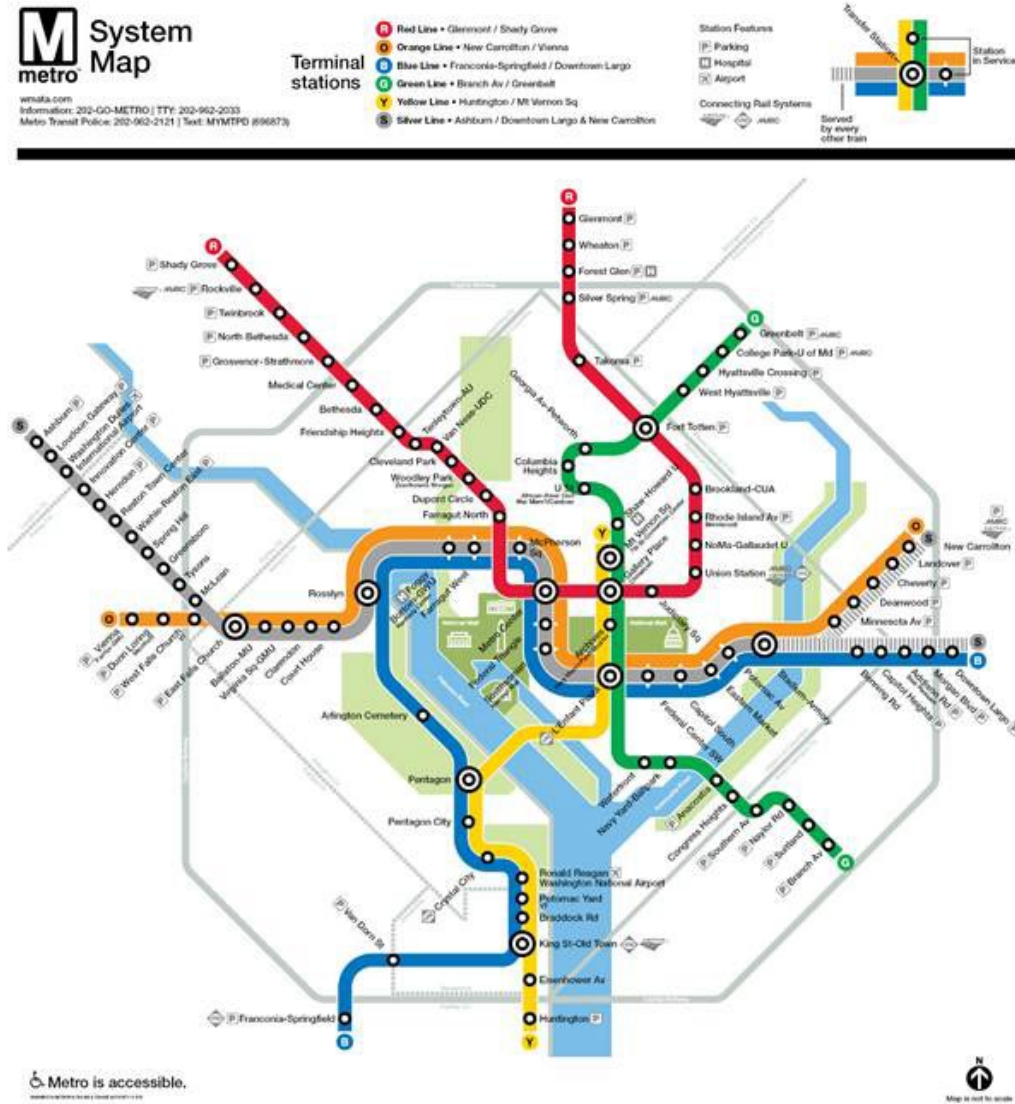 M
metro
System
Map
wmata.com
Information: 202-GO-METRO | TTY: 202-962-2033
Metro Transit Police: 202-962-2121 | Text: MYMTPD (696873)
Terminal
stations
R Red Line • Glenmont / Shady Grove
O Orange Line • New Carrollton / Vienna
B Blue Line • Franconia-Springfield / Downtown Largo
G Green Line • Branch Av / Greenbelt
Y Yellow Line • Huntington / Mt Vernon Sq
S Silver Line • Ashburn / Downtown Largo & New Carrollton
Station Features
P Parking
Hospital
Airport
Connecting Rail Systems
Transfer Station
Station
in Service
Served
by every
other train
R
Glenmont P
Wheaton P
Forest Glen P
Silver Spring P MARC
Takoma P
R
P Shady Grove
MARC P Rockville
P Twinbrook
P North Bethesda
P Grosvenor-Strathmore
Medical Center
Bethesda
Friendship Heights
Tenleytown-AU
Van Ness-UDC
Cleveland Park
Woodley Park
Dupont Circle
Farragut North
G
Greenbelt P MARC
College Park-U of Md P MARC
Hyattsville Crossing P
West Hyattsville P
Fort Totten P
Georgia Av-Petworth
Columbia
Heights
U St
Shaw-Howard U
Y
Mt Vernon Sq
Gallery Place
Brookland-CUA
Rhode Island Av P
NoMa-Gallaudet U
Union Station
Judiciary Sq
S
Ashburn P
Loudoun Gateway P
Washington Dulles
International Airport
Innovation Center P
Herndon P
Reston Town Center
Wiehle-Reston East P
Spring Hill
Greensboro
Tysons
McLean
O
Vienna
P
Dunn Loring
P
P West Falls Church
P East Falls Church
Ballston-MU
Virginia Sq-GMU
Clarendon
Court House
Rosslyn
Foggy
Bottom-GWU
Farragut West
McPherson
Sq
Metro Center
Federal Triangle
Smithsonian
Archives
L'Enfant Plaza
Federal Center SW
Capitol South
Eastern Market
Potomac Av
Stadium-Armory
O
S
P
MARC
New Carrollton
Landover P
Cheverly P
Deanwood P
Minnesota Av P
S
B
Benning Rd
Capitol Heights P
Addison Rd
P
Morgan Blvd P
Downtown Largo P
Arlington Cemetery
Pentagon
Pentagon City
Crystal City
Ronald Reagan
Washington National Airport
Potomac Yard
Braddock Rd
King St-Old Town
Eisenhower Av
Huntington P
Y
P Van Dorn St
P Franconia-Springfield
B
Waterfront
Navy Yard-Ballpark
P Anacostia
Congress Heights
P Southern Av
P Naylor Rd
P Suitland
P Branch Av
G
Metro is accessible.
N
Map is not to scale